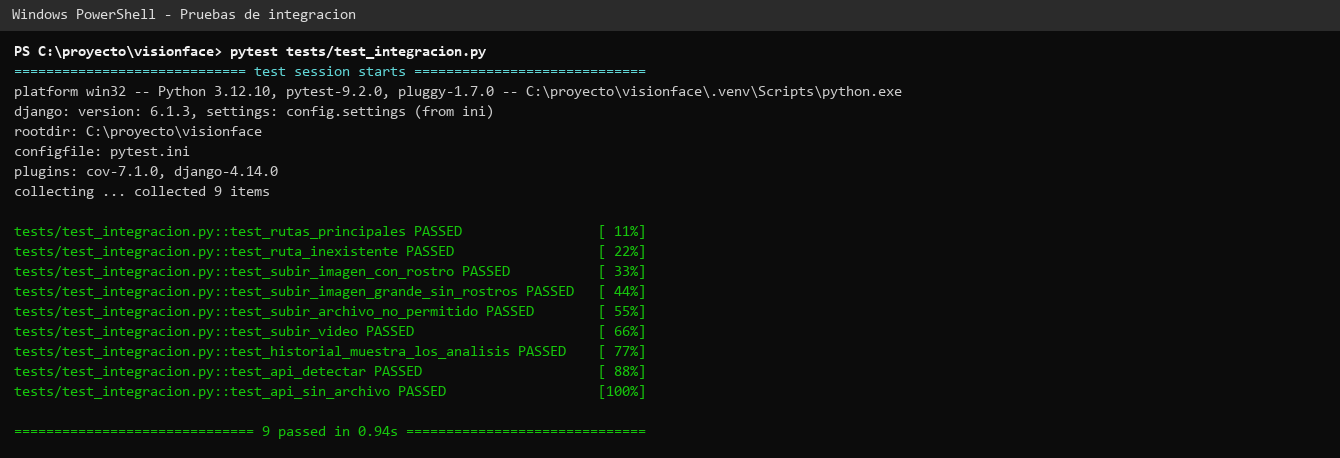 Windows PowerShell - Pruebas de integracion
PS C:\proyecto\visionface> pytest tests/test_integracion.py
============================= test session starts =============================
platform win32 -- Python 3.12.10, pytest-9.2.0, pluggy-1.7.0 -- C:\proyecto\visionface\.venv\Scripts\python.exe
django: version: 6.1.3, settings: config.settings (from ini)
rootdir: C:\proyecto\visionface
configfile: pytest.ini
plugins: cov-7.1.0, django-4.14.0
collecting ... collected 9 items
tests/test_integracion.py::test_rutas_principales PASSED                 [ 11%]
tests/test_integracion.py::test_ruta_inexistente PASSED                  [ 22%]
tests/test_integracion.py::test_subir_imagen_con_rostro PASSED           [ 33%]
tests/test_integracion.py::test_subir_imagen_grande_sin_rostros PASSED   [ 44%]
tests/test_integracion.py::test_subir_archivo_no_permitido PASSED        [ 55%]
tests/test_integracion.py::test_subir_video PASSED                       [ 66%]
tests/test_integracion.py::test_historial_muestra_los_analisis PASSED    [ 77%]
tests/test_integracion.py::test_api_detectar PASSED                      [ 88%]
tests/test_integracion.py::test_api_sin_archivo PASSED                   [100%]
============================== 9 passed in 0.94s ==============================